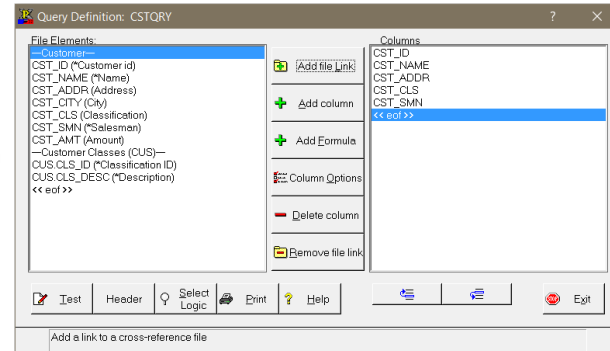 Query Definition: CSTQRY
File Elements:
—Customer—
CST_ID (*Customer id)
CST_NAME (*Name)
CST_ADDR (Address)
CST_CITY (City)
CST_CLS (Classification)
CST_SMN (*Salesman)
CST_AMT (Amount)
—Customer Classes (CUS)—
CUS.CLS_ID (*Classification ID)
CUS.CLS_DESC (*Description)
<< eof >>
Add file Link
Add column
Add Formula
Column Options
Delete column
Remove file link
Columns
CST_ID
CST_NAME
CST_ADDR
CST_CLS
CST_SMN
<< eof >>
Test
Header
Select
Logic
Print
Help
Exit
Add a link to a cross-reference file